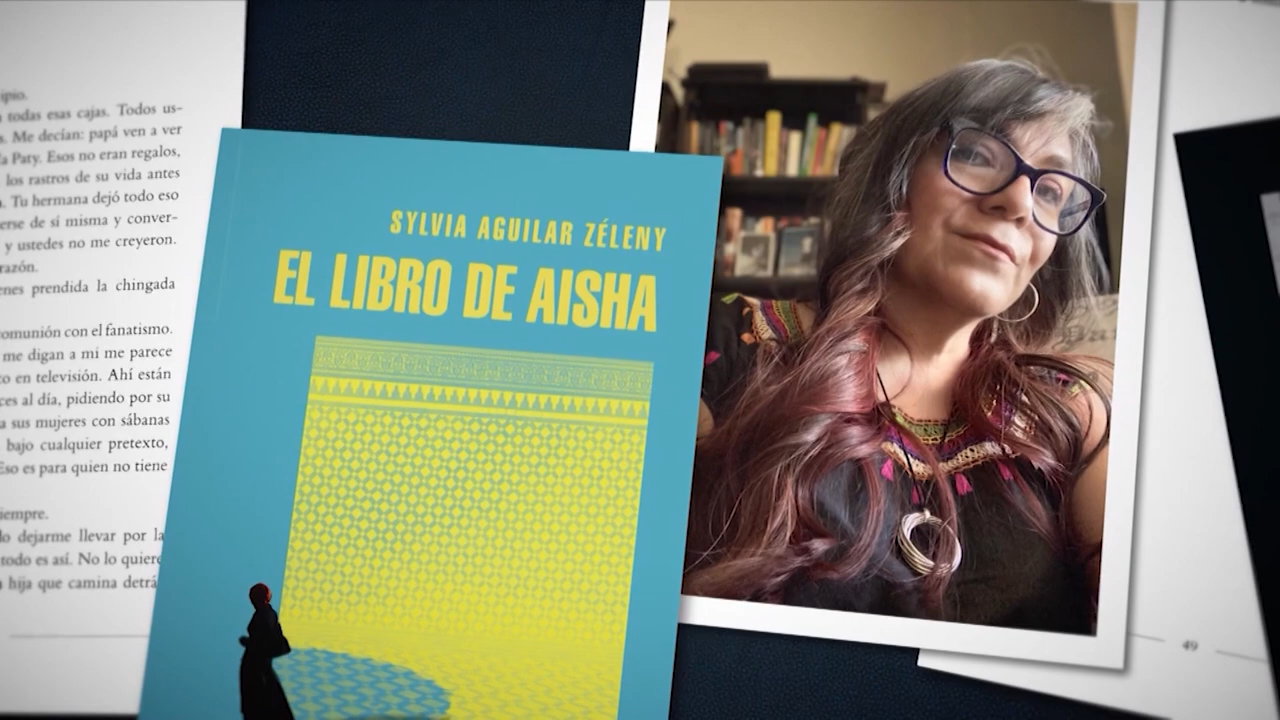 ipio.
todas esas cajas. Todos us-
s. Me decían: papá ven a ver
ía Paty. Esos no eran regalos,
los rastros de su vida antes
. Tu hermana dejó todo eso
erse de sí misma y conver-
y ustedes no me creyeron.
razón.
enes prendida la chingada
omunión con el fanatismo.
me digan a mí me parece
to en televisión. Ahí están
ces al día, pidiendo por su
a sus mujeres con sábanas
bajo cualquier pretexto,
Eso es para quien no tiene
iempre.
lo dejarme llevar por la
todo es así. No lo quiero
hija que camina detrá
SYLVIA AGUILAR ZÉLENY
EL LIBRO DE AISHA
49